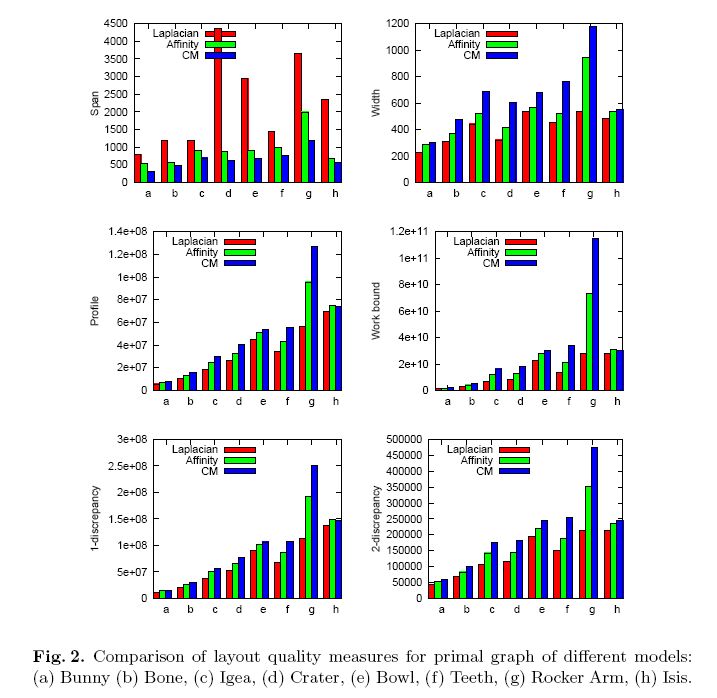 4500
4000
3500
3000
2500
2000
1500
1000
500
0
Span
Laplacian
Affinity
CM
a b c d e f g h
1200
1000
800
600
400
200
0
Width
Laplacian
Affinity
CM
a b c d e f g h
1.4e+08
1.2e+08
1e+08
8e+07
6e+07
4e+07
2e+07
0
Profile
Laplacian
Affinity
CM
a b c d e f g h
1.2e+11
1e+11
8e+10
6e+10
4e+10
2e+10
0
Work bound
Laplacian
Affinity
CM
a b c d e f g h
3e+08
2.5e+08
2e+08
1.5e+08
1e+08
5e+07
0
1-discrepancy
Laplacian
Affinity
CM
a b c d e f g h
500000
450000
400000
350000
300000
250000
200000
150000
100000
50000
0
2-discrepancy
Laplacian
Affinity
CM
a b c d e f g h
Fig. 2. Comparison of layout quality measures for primal graph of different models:
(a) Bunny (b) Bone, (c) Igea, (d) Crater, (e) Bowl, (f) Teeth, (g) Rocker Arm, (h) Isis.